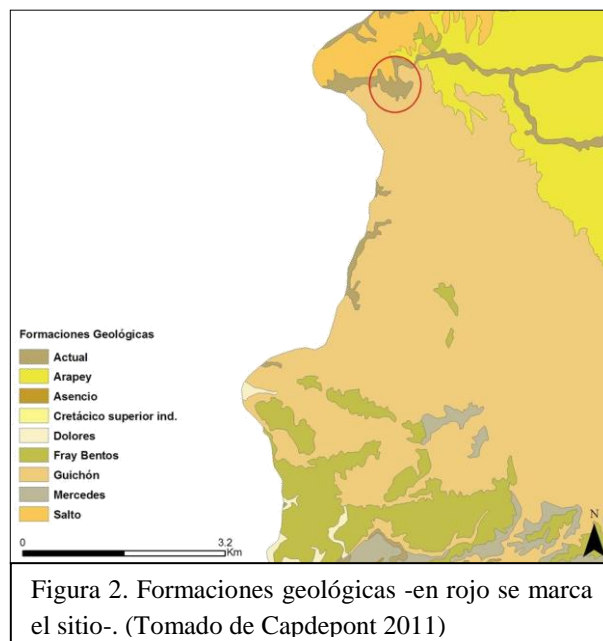 Formaciones Geológicas
Actual
Arapey
Asencio
Cretácico superior ind.
Dolores
Fray Bentos
Guichón
Mercedes
Salto
0 3.2
Km
N
Figura 2. Formaciones geológicas -en rojo se marca
el sitio-. (Tomado de Capdepont 2011)